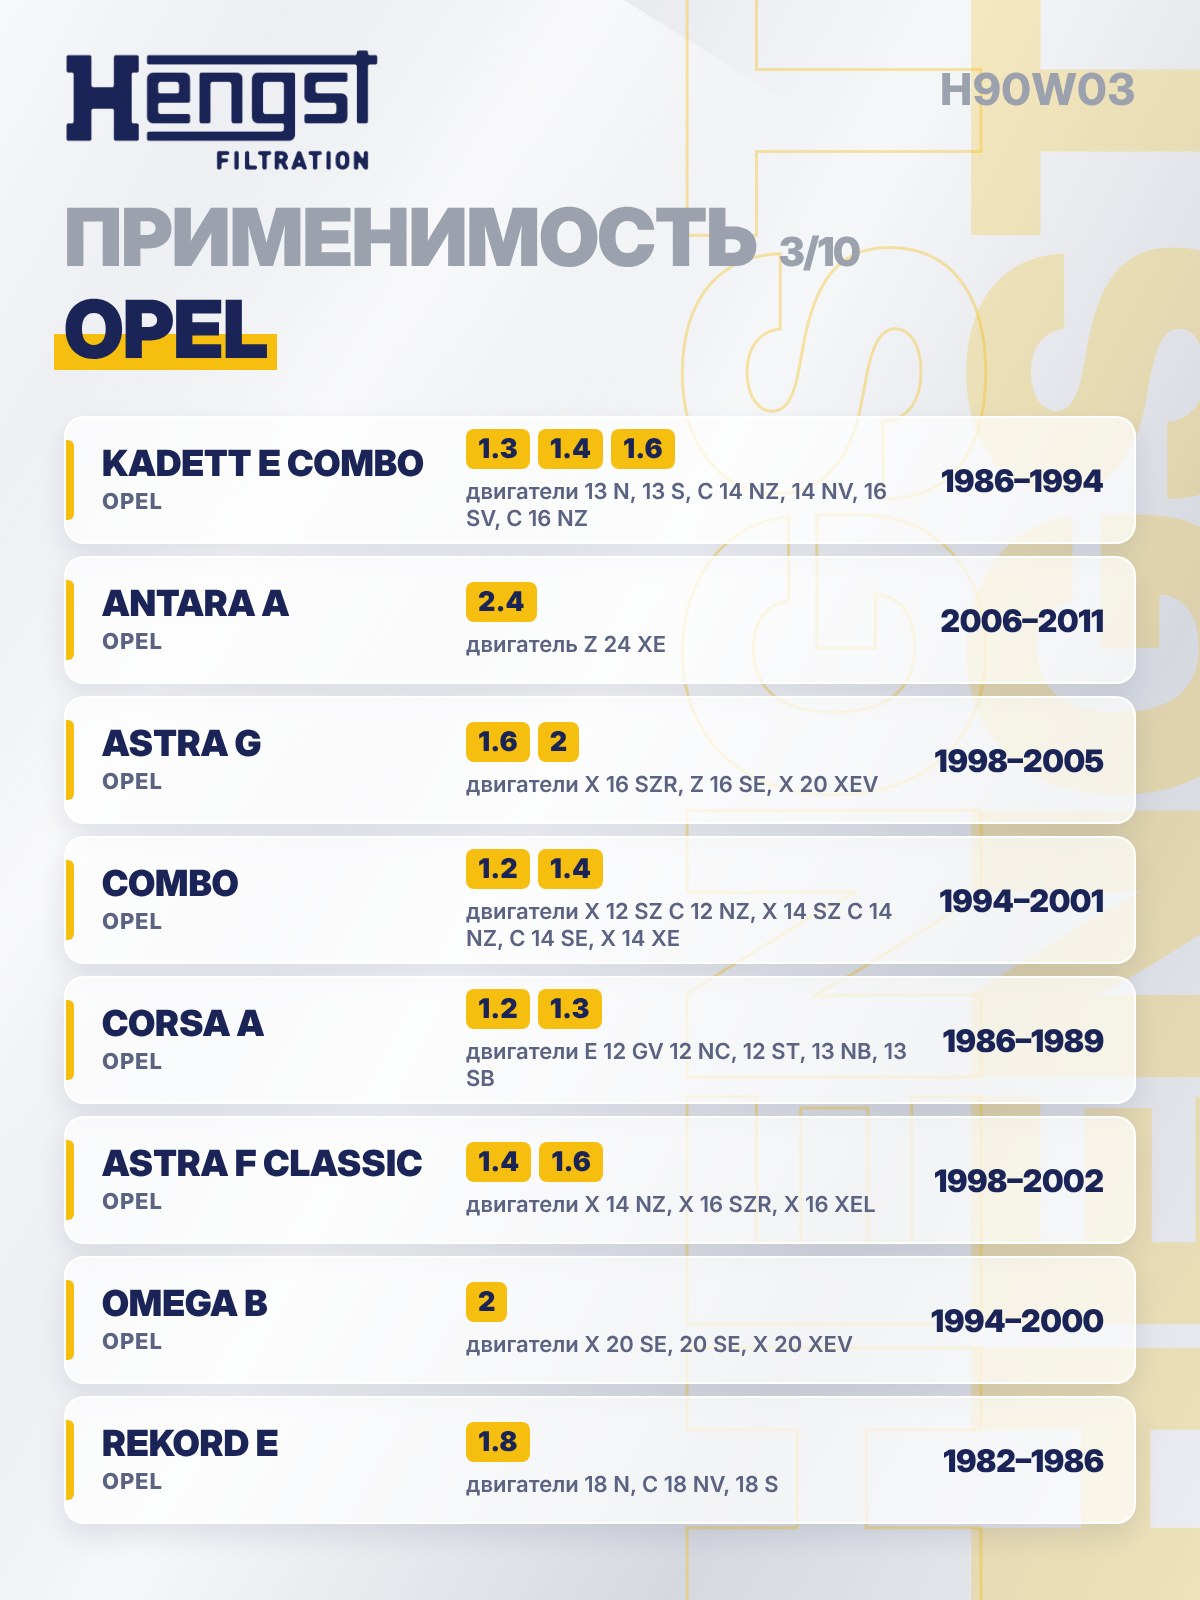 Hengst
FILTRATION
H90W03
ПРИМЕНИМОСТЬ 3/10
OPEL
KADETT E COMBO
OPEL
1.3 1.4 1.6
двигатели 13 N, 13 S, C 14 NZ, 14 NV, 16
SV, C 16 NZ
1986–1994
ANTARA A
OPEL
2.4
двигатель Z 24 XE
2006–2011
ASTRA G
OPEL
1.6 2
двигатели X 16 SZR, Z 16 SE, X 20 XEV
1998–2005
COMBO
OPEL
1.2 1.4
двигатели X 12 SZ C 12 NZ, X 14 SZ C 14
NZ, C 14 SE, X 14 XE
1994–2001
CORSA A
OPEL
1.2 1.3
двигатели E 12 GV 12 NC, 12 ST, 13 NB, 13
SB
1986–1989
ASTRA F CLASSIC
OPEL
1.4 1.6
двигатели X 14 NZ, X 16 SZR, X 16 XEL
1998–2002
OMEGA B
OPEL
2
двигатели X 20 SE, 20 SE, X 20 XEV
1994–2000
REKORD E
OPEL
1.8
двигатели 18 N, C 18 NV, 18 S
1982–1986
HENGST
HENGST